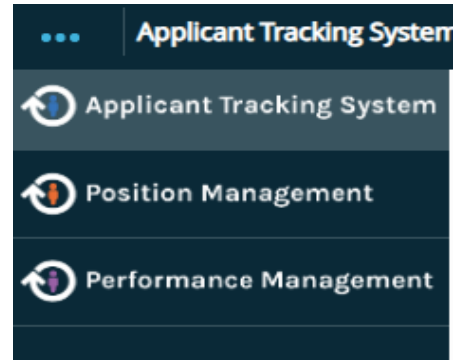 Applicant Tracking System
Applicant Tracking System
Position Management
Performance Management